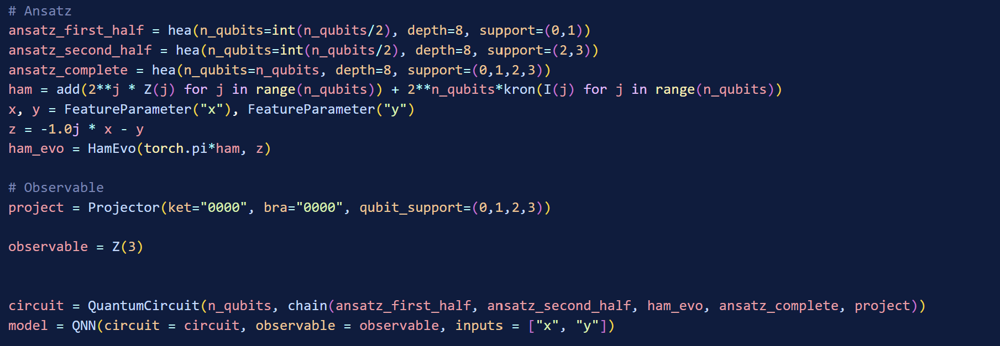 # Ansatz
ansatz_first_half = hea(n_qubits=int(n_qubits/2), depth=8, support=(0,1))
ansatz_second_half = hea(n_qubits=int(n_qubits/2), depth=8, support=(2,3))
ansatz_complete = hea(n_qubits=n_qubits, depth=8, support=(0,1,2,3))
ham = add(2**j * Z(j) for j in range(n_qubits)) + 2**n_qubits*kron(I(j) for j in range(n_qubits))
x, y = FeatureParameter("x"), FeatureParameter("y")
z = -1.0j * x - y
ham_evo = HamEvo(torch.pi*ham, z)
# Observable
project = Projector(ket="0000", bra="0000", qubit_support=(0,1,2,3))
observable = Z(3)
circuit = QuantumCircuit(n_qubits, chain(ansatz_first_half, ansatz_second_half, ham_evo, ansatz_complete, project))
model = QNN(circuit = circuit, observable = observable, inputs = ["x", "y"])